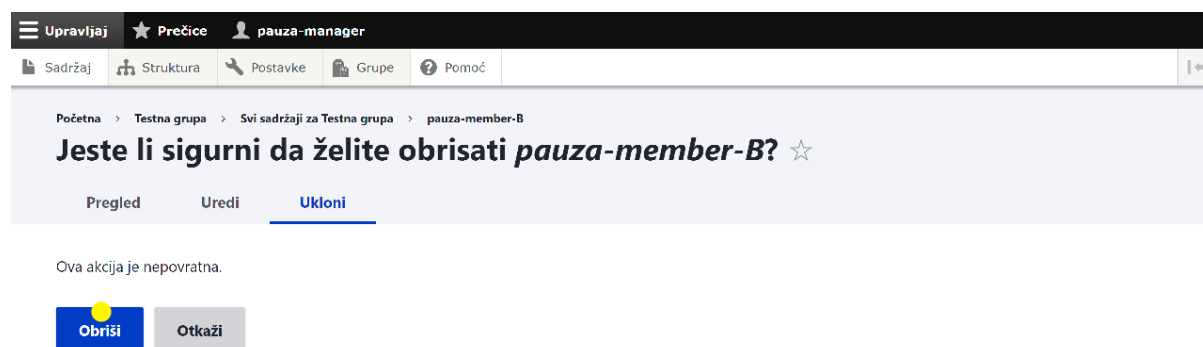 Upravljaj Prečice pauza-manager
Sadržaj Struktura Postavke Grupe Pomoć
Početna > Testna grupa > Svi sadržaji za Testna grupa > pauza-member-B
Jeste li sigurni da želite obrisati pauza-member-B?
Pregled Uredi Ukloni
Ova akcija je nepovratna.
Obriši Otkaži